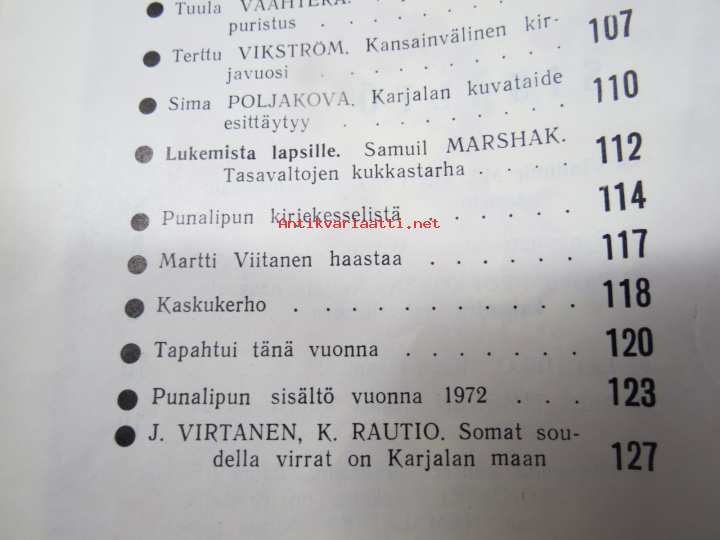 Tuula VAAHTERA.
puristus . . . . . . . . .
Terttu VIKSTRÖM. Kansainvälinen kir-
javuosi . . . . . . . . . 107
Sima POLJAKOVA. Karjalan kuvataide
esittäytyy . . . . . . . . 110
Lukemista lapsille. Samuil MARSHAK.
Tasavaltojen kukkastarha . . . . 112
Punalipun kirjekesselistä . . . . . . 114
Antikvariaatti.net
Martti Viitanen haastaa . . . . . . 117
Kaskukerho . . . . . . . . . . . 118
Tapahtui tänä vuonna . . . . . . . 120
Punalipun sisältö vuonna 1972 . . . 123
J. VIRTANEN, K. RAUTIO. Somat sou-
della virrat on Karjalan maan 127